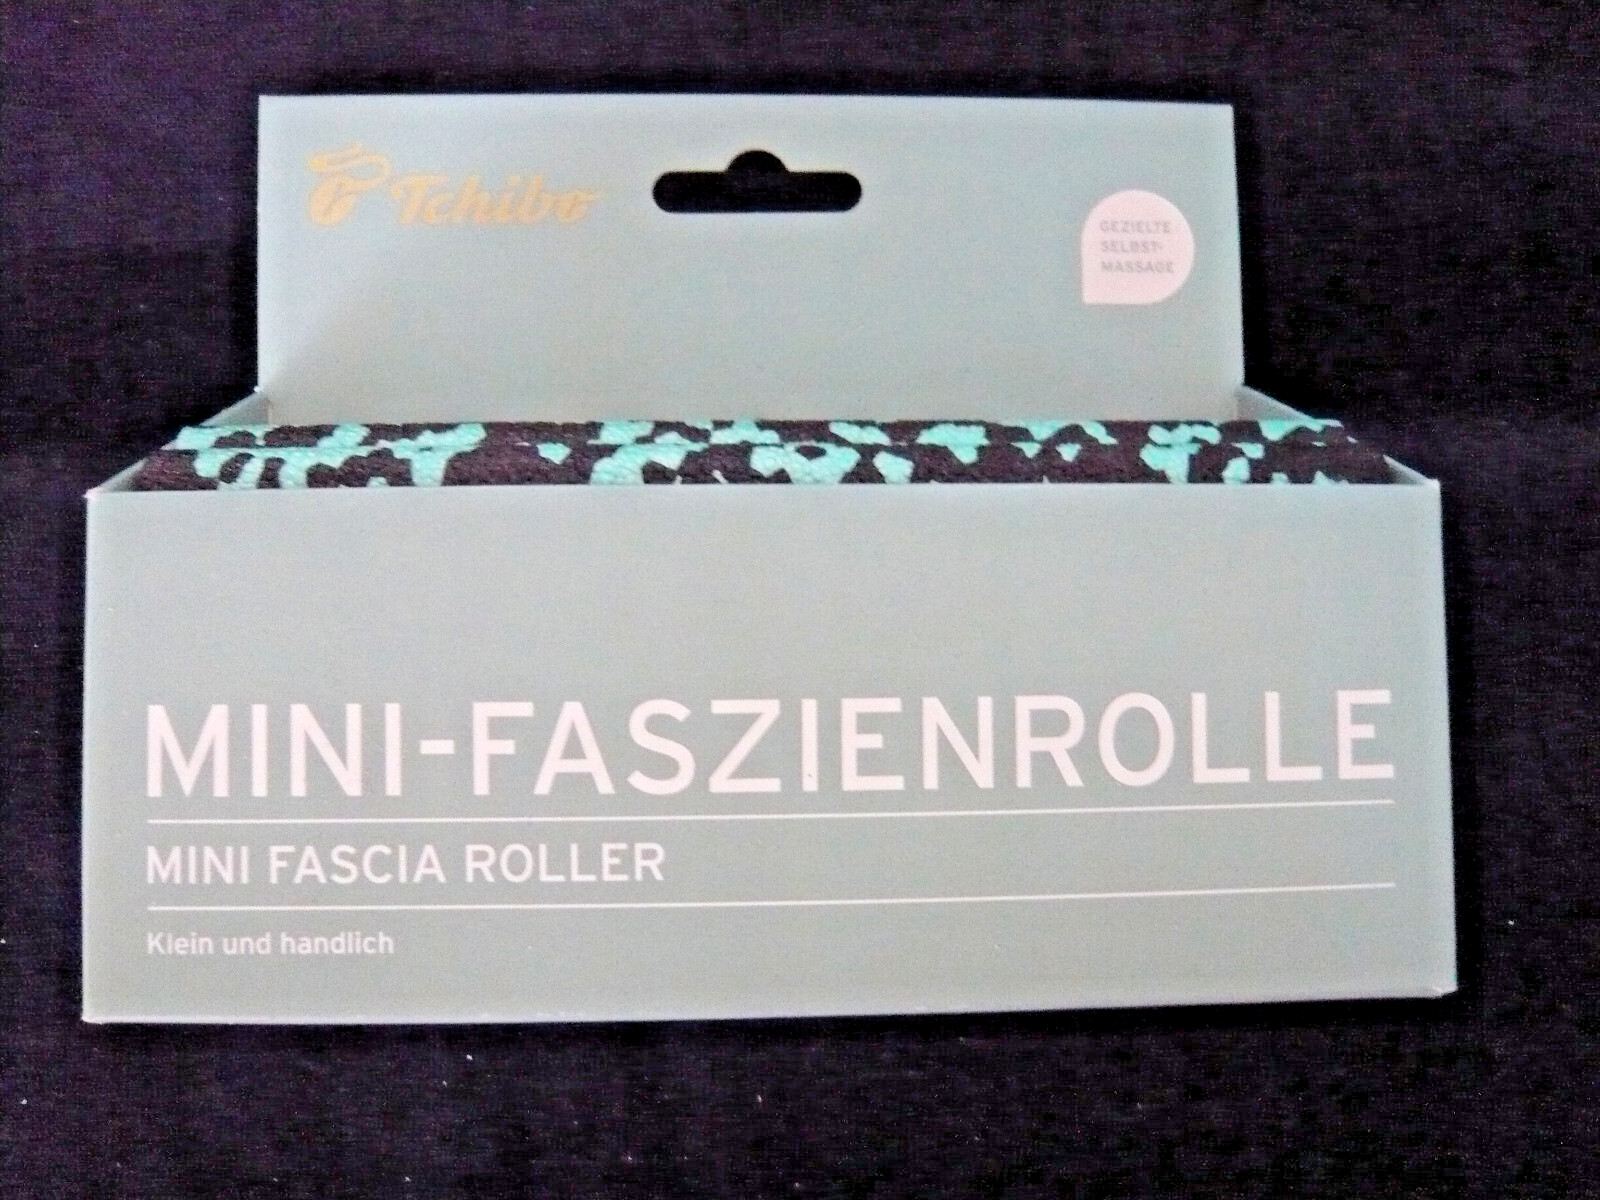 Tchibo
GEZIELTE
SELBST-
MASSAGE
MINI-FASZIENROLLE
MINI FASCIA ROLLER
Klein und handlich